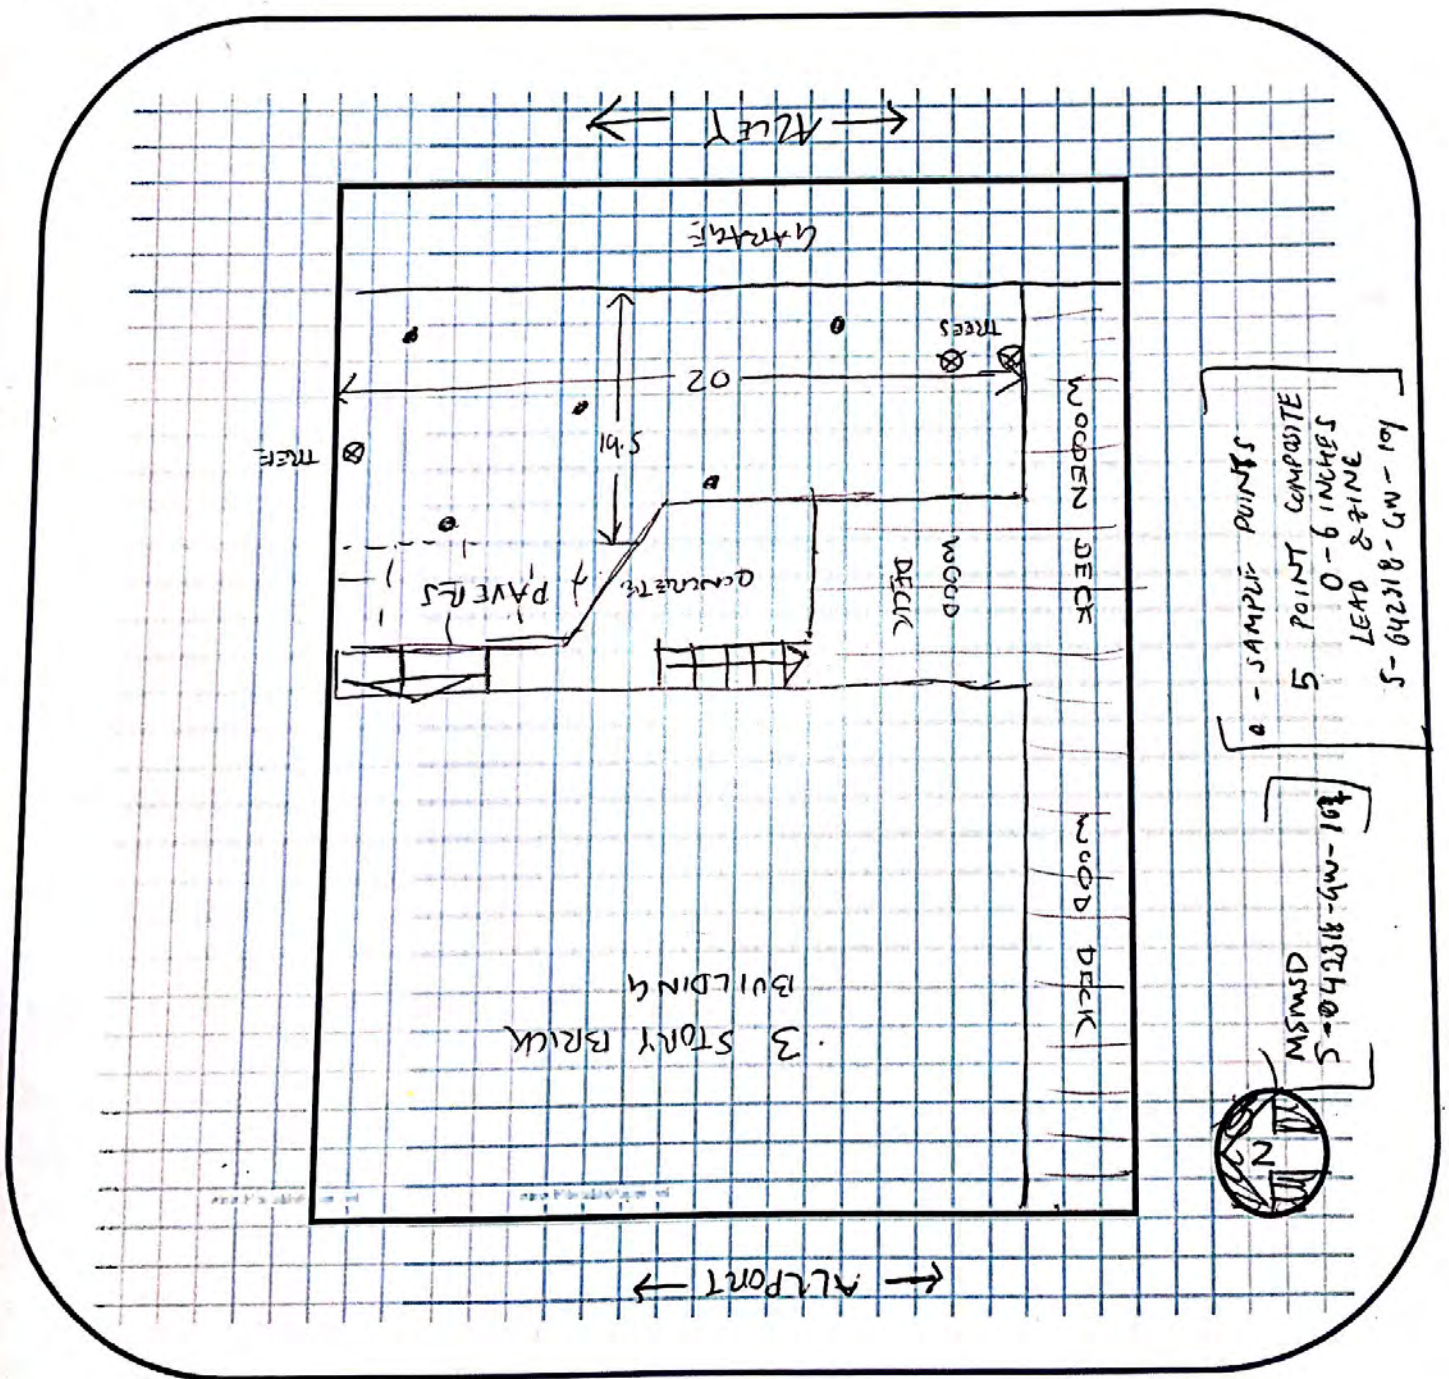 ← ALLEY →
GARAGE
TREES
20
19.5
TREE
PAVERS
CONCRETE
WOOD
DECK
WOODEN DECK
WOOD DECK
3 STORY BRICK
BUILDING
← ALLPORT →
- SAMPLE POINTS
5 POINT COMPOSITE
0-6 INCHES
LEAD & ZINC
S-042318-GW-109
MSMSD
N